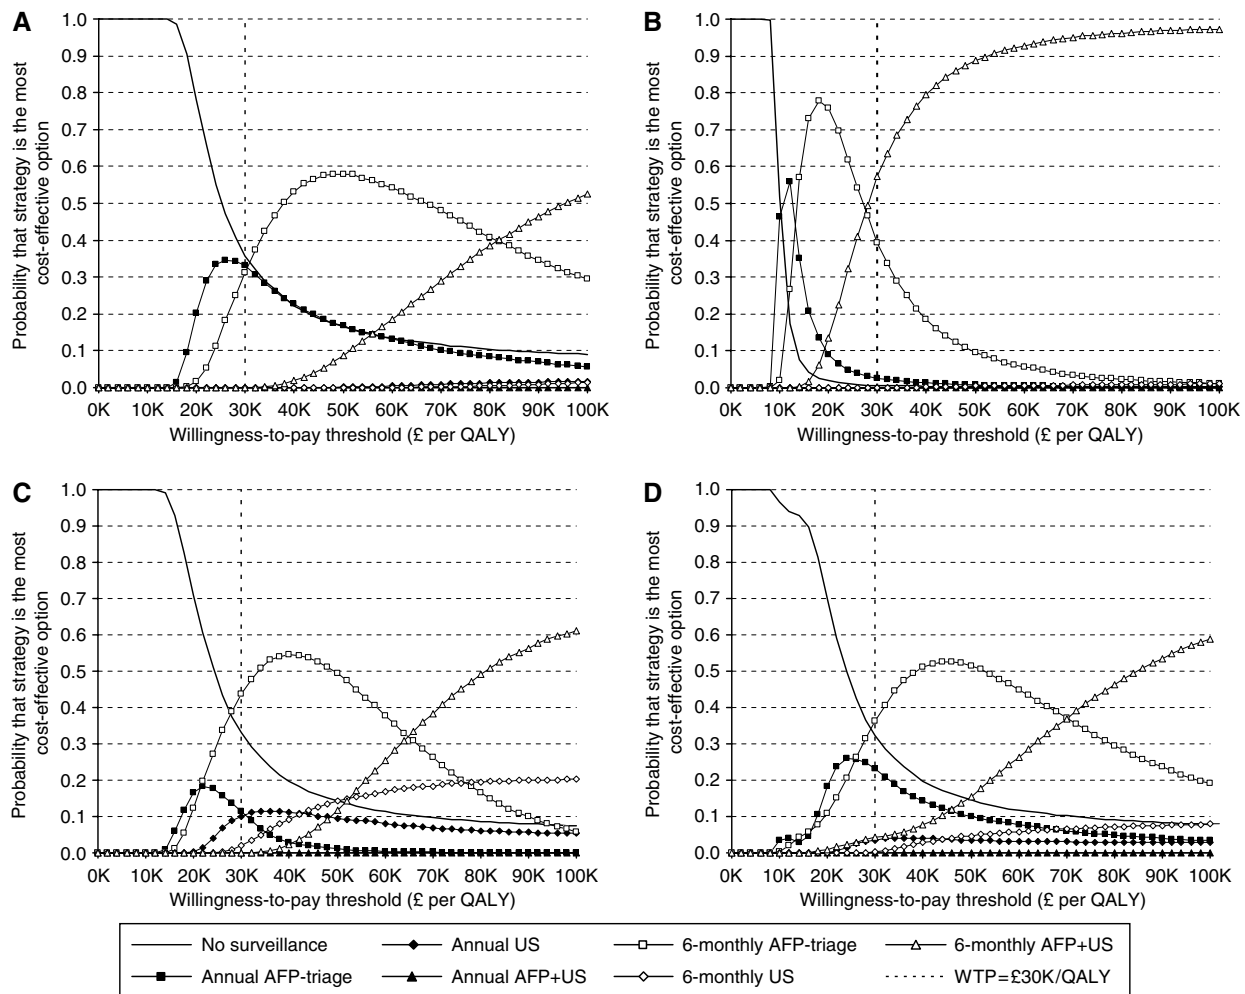 A
Probability that strategy is the most
cost-effective option
1.0
0.9
0.8
0.7
0.6
0.5
0.4
0.3
0.2
0.1
0.0
0K 10K 20K 30K 40K 50K 60K 70K 80K 90K 100K
Willingness-to-pay threshold (£ per QALY)
B
Probability that strategy is the most
cost-effective option
1.0
0.9
0.8
0.7
0.6
0.5
0.4
0.3
0.2
0.1
0.0
0K 10K 20K 30K 40K 50K 60K 70K 80K 90K 100K
Willingness-to-pay threshold (£ per QALY)
C
Probability that strategy is the most
cost-effective option
1.0
0.9
0.8
0.7
0.6
0.5
0.4
0.3
0.2
0.1
0.0
0K 10K 20K 30K 40K 50K 60K 70K 80K 90K 100K
Willingness-to-pay threshold (£ per QALY)
D
Probability that strategy is the most
cost-effective option
1.0
0.9
0.8
0.7
0.6
0.5
0.4
0.3
0.2
0.1
0.0
0K 10K 20K 30K 40K 50K 60K 70K 80K 90K 100K
Willingness-to-pay threshold (£ per QALY)
No surveillance Annual US 6-monthly AFP-triage 6-monthly AFP+US
Annual AFP-triage Annual AFP+US 6-monthly US WTP=£30K/QALY